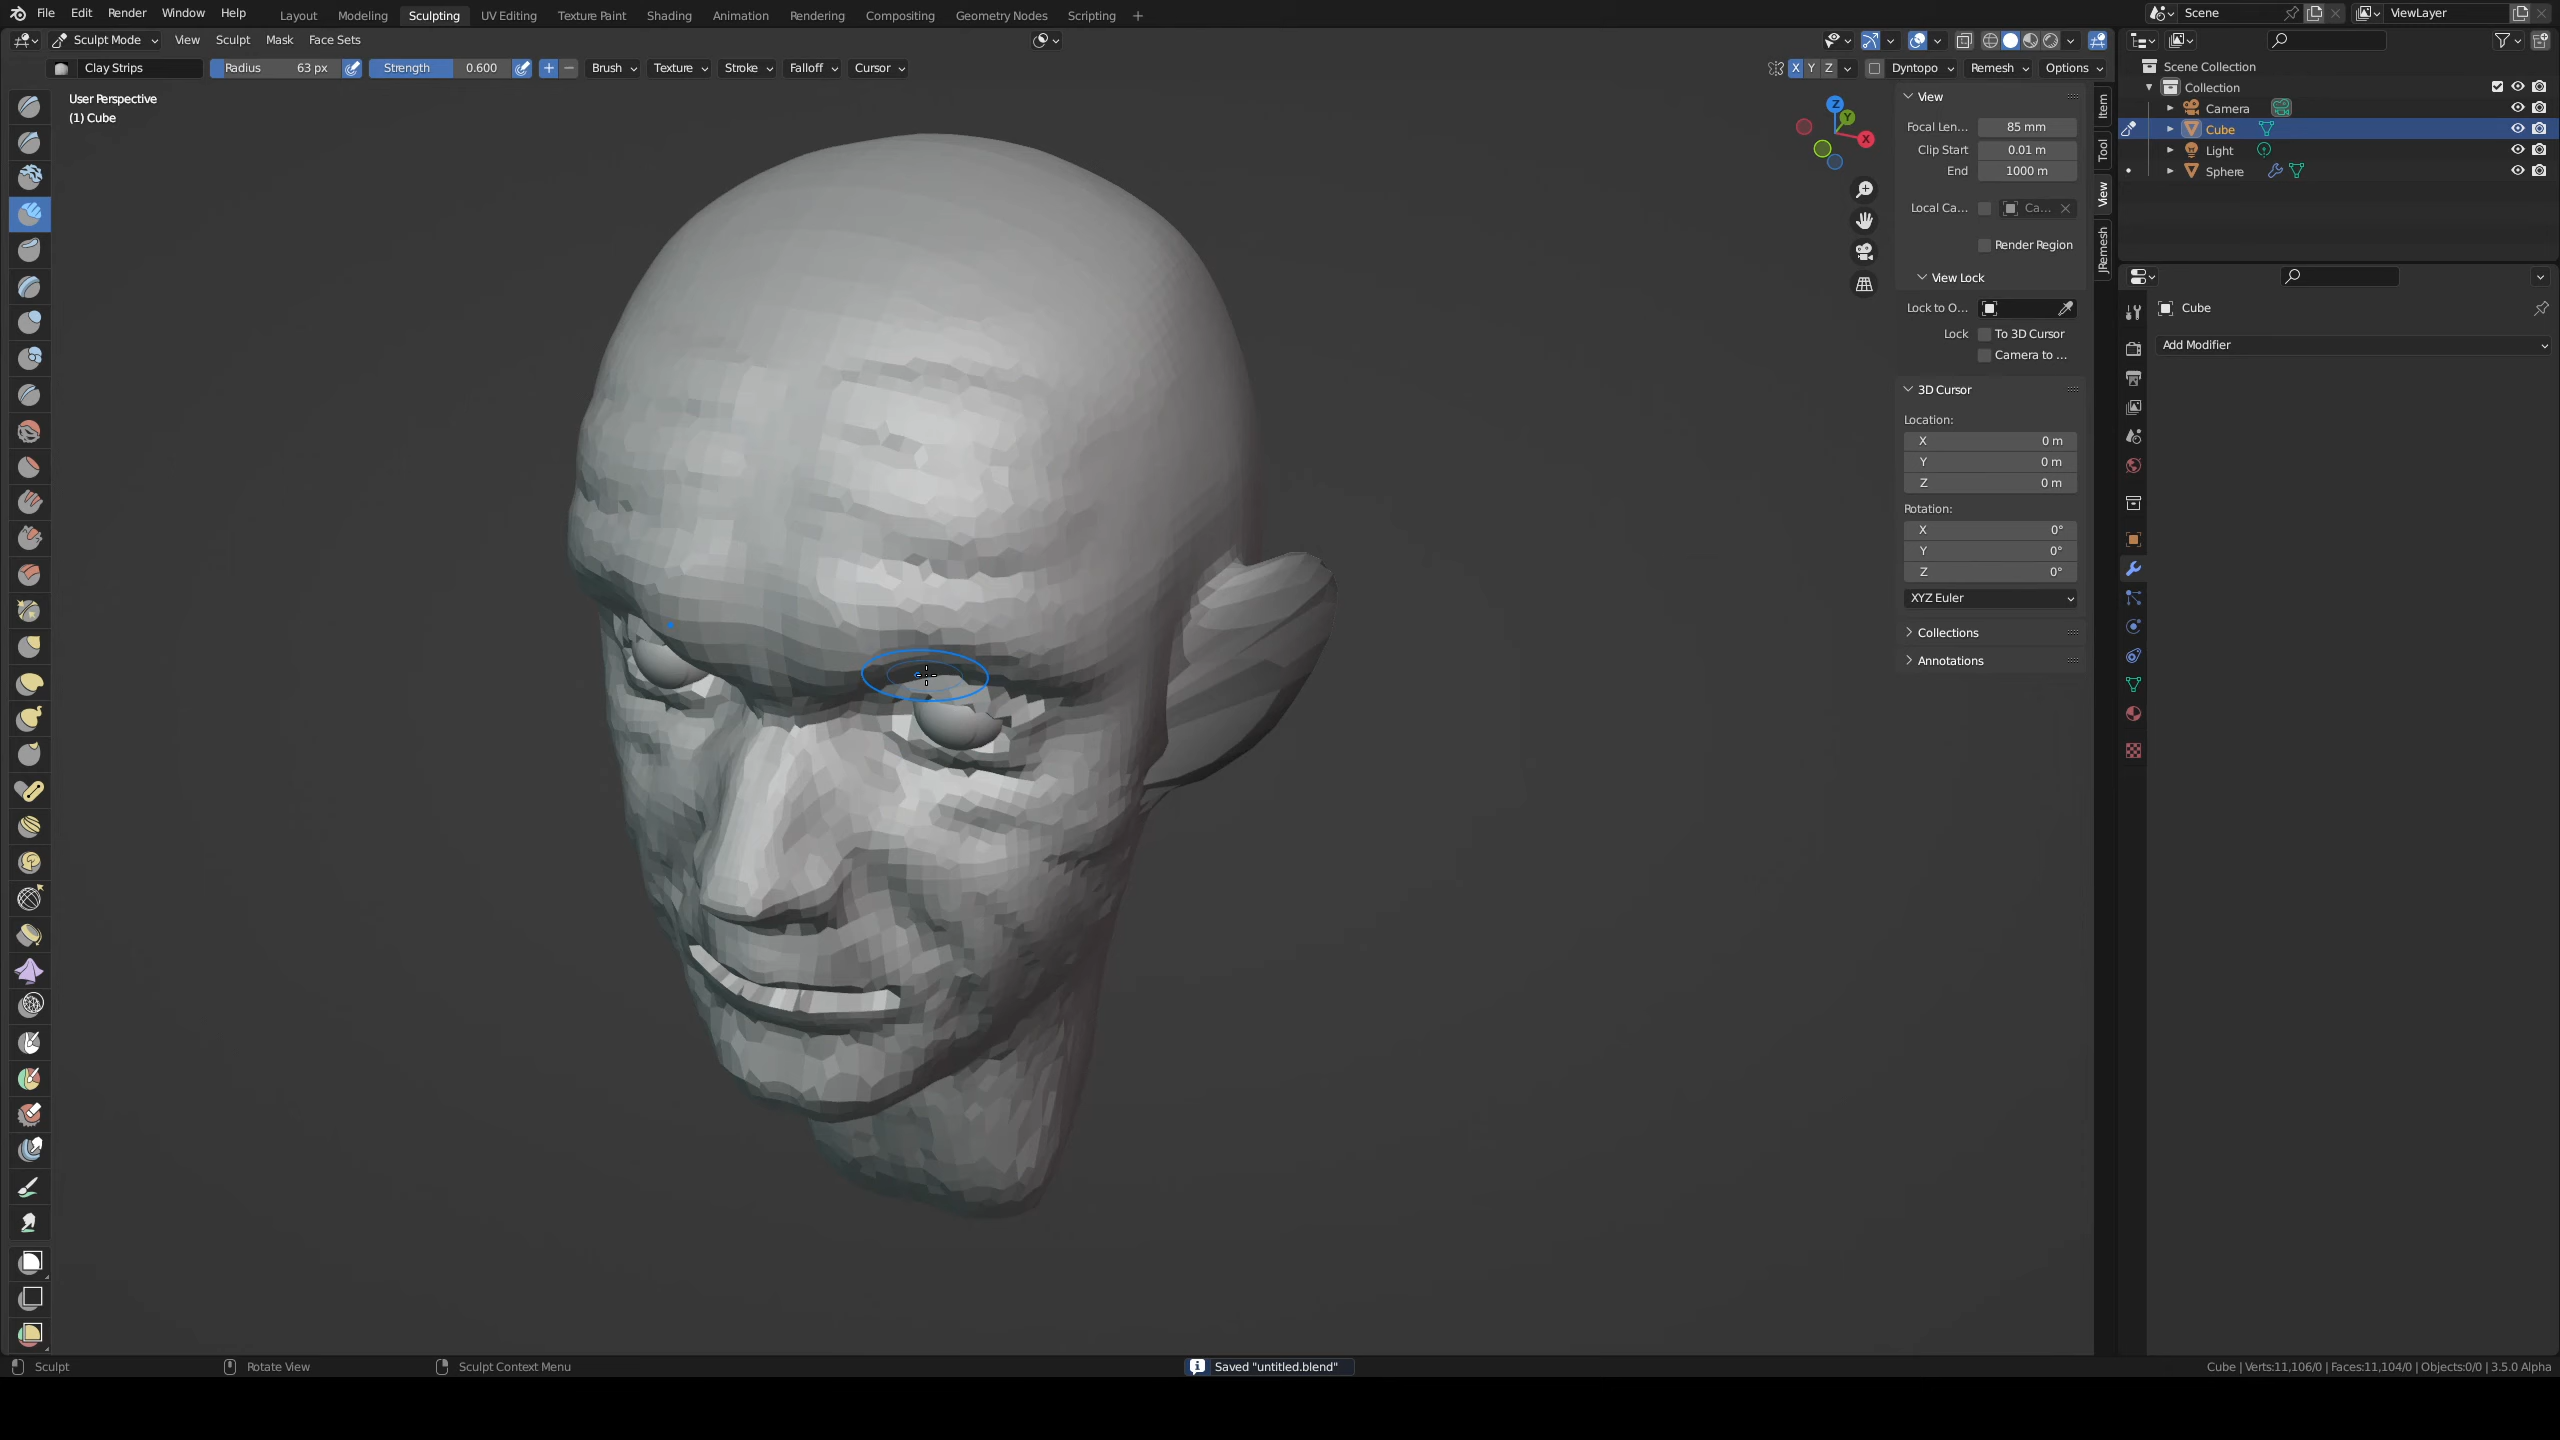 File Edit Render Window Help Layout Modeling Sculpting UV Editing Texture Paint Shading Animation Rendering Compositing Geometry Nodes Scripting + Scene ViewLayer
Sculpt Mode View Sculpt Mask Face Sets
Clay Strips Radius 63 px Strength 0.600 + − Brush Texture Stroke Falloff Cursor X Y Z Dyntopo Remesh Options
User Perspective
(1) Cube
Z
Y
X
View
Focal Len... 85 mm
Clip Start 0.01 m
End 1000 m
Local Ca... Ca...
Render Region
View Lock
Lock to O...
Lock To 3D Cursor
Camera to ...
3D Cursor
Location:
X 0 m
Y 0 m
Z 0 m
Rotation:
X 0°
Y 0°
Z 0°
XYZ Euler
Collections
Annotations
Item
Tool
View
JRemesh
Scene Collection
Collection
Camera
Cube
Light
Sphere
Cube
Add Modifier
Sculpt Rotate View Sculpt Context Menu Saved "untitled.blend" Cube | Verts:11,106/0 | Faces:11,104/0 | Objects:0/0 | 3.5.0 Alpha